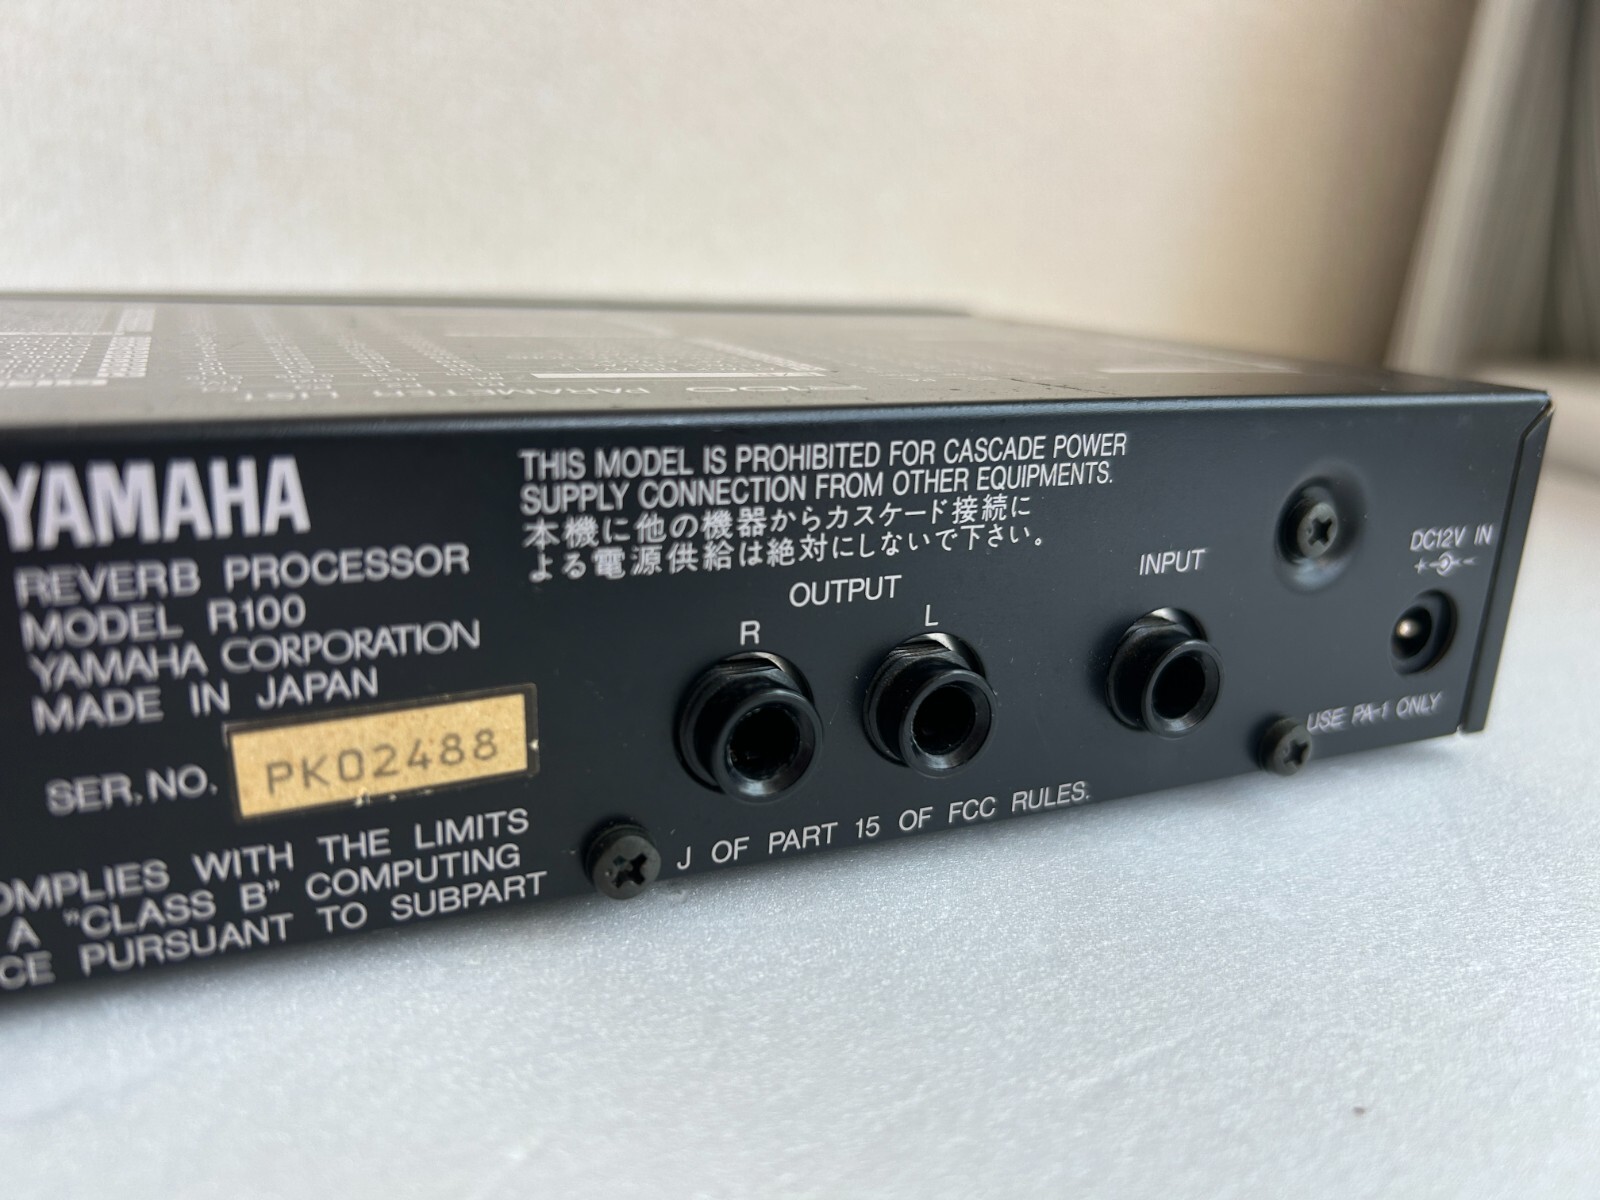 R100 PARAMETER LIST
YAMAHA
REVERB PROCESSOR
MODEL R100
YAMAHA CORPORATION
MADE IN JAPAN
SER. NO. PK02488
COMPLIES WITH THE LIMITS
A "CLASS B" COMPUTING
PURSUANT TO SUBPART
J OF PART 15 OF FCC RULES.
THIS MODEL IS PROHIBITED FOR CASCADE POWER
SUPPLY CONNECTION FROM OTHER EQUIPMENTS.
本機に他の機器からカスケード接続に
よる電源供給は絶対にしないで下さい。
OUTPUT
R
L
INPUT
DC12V IN
USE PA-1 ONLY